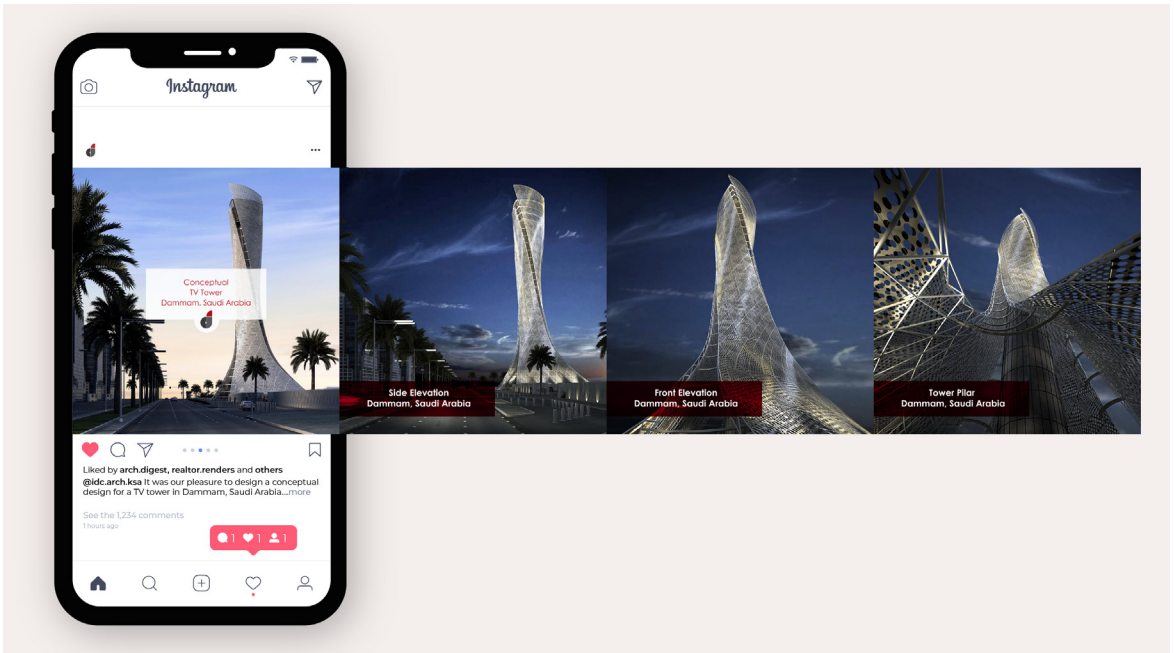 Instagram
Conceptual
TV Tower
Dammam, Saudi Arabia
Side Elevation
Dammam, Saudi Arabia
Front Elevation
Dammam, Saudi Arabia
Tower Pilar
Dammam, Saudi Arabia
Liked by arch.digest, realtor.renders and others
@idc.arch.ksa It was our pleasure to design a conceptual
design for a TV tower in Dammam, Saudi Arabia...more
See the 1,234 comments
1 hours ago
1 1 1